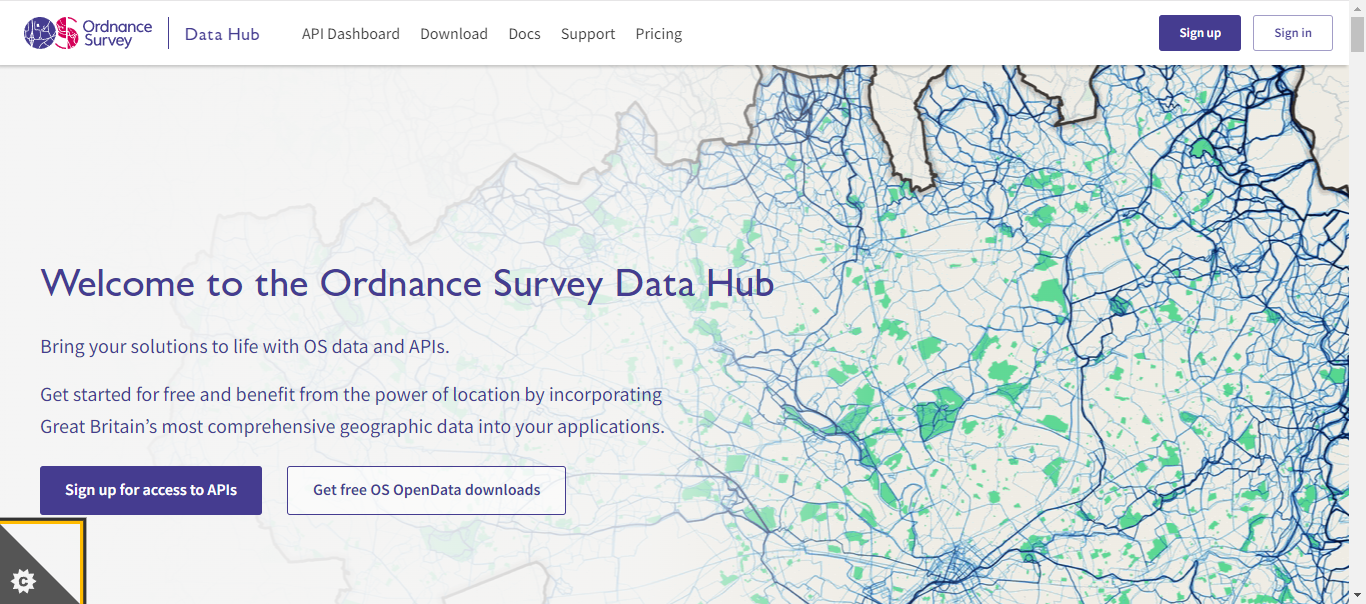 Ordnance
Survey
Data Hub
API Dashboard
Download
Docs
Support
Pricing
Sign up
Sign in
Welcome to the Ordnance Survey Data Hub
Bring your solutions to life with OS data and APIs.
Get started for free and benefit from the power of location by incorporating
Great Britain’s most comprehensive geographic data into your applications.
Sign up for access to APIs
Get free OS OpenData downloads
C